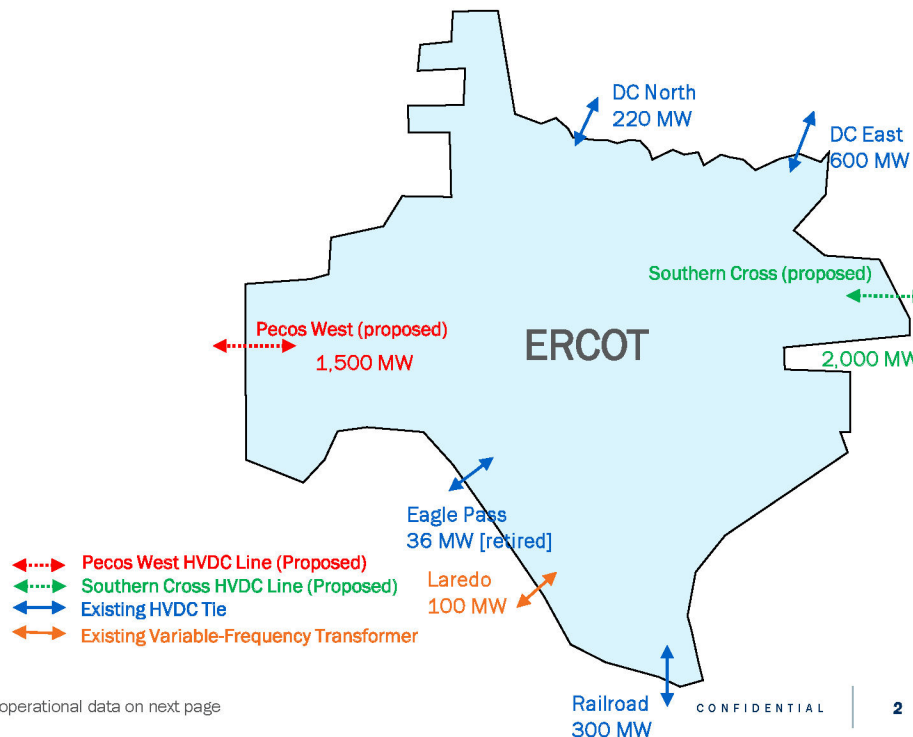 DC North
220 MW
DC East
600 MW
Southern Cross (proposed)
Pecos West (proposed)
1,500 MW
ERCOT
2,000 MW
Eagle Pass
36 MW [retired]
Pecos West HVDC Line (Proposed)
Southern Cross HVDC Line (Proposed)
Existing HVDC Tie
Existing Variable-Frequency Transformer
Laredo
100 MW
Railroad
300 MW
operational data on next page
CONFIDENTIAL
2